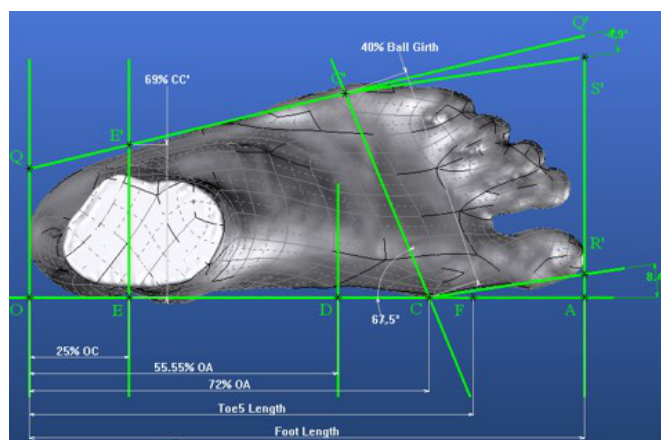 Q'
-4.9°
40% Ball Girth
C'
69% CC'
S'
E'
Q
R'
8.4
O
E
D
C
F
A
67.5°
25% OC
55.55% OA
72% OA
Toe5 Length
Foot Length